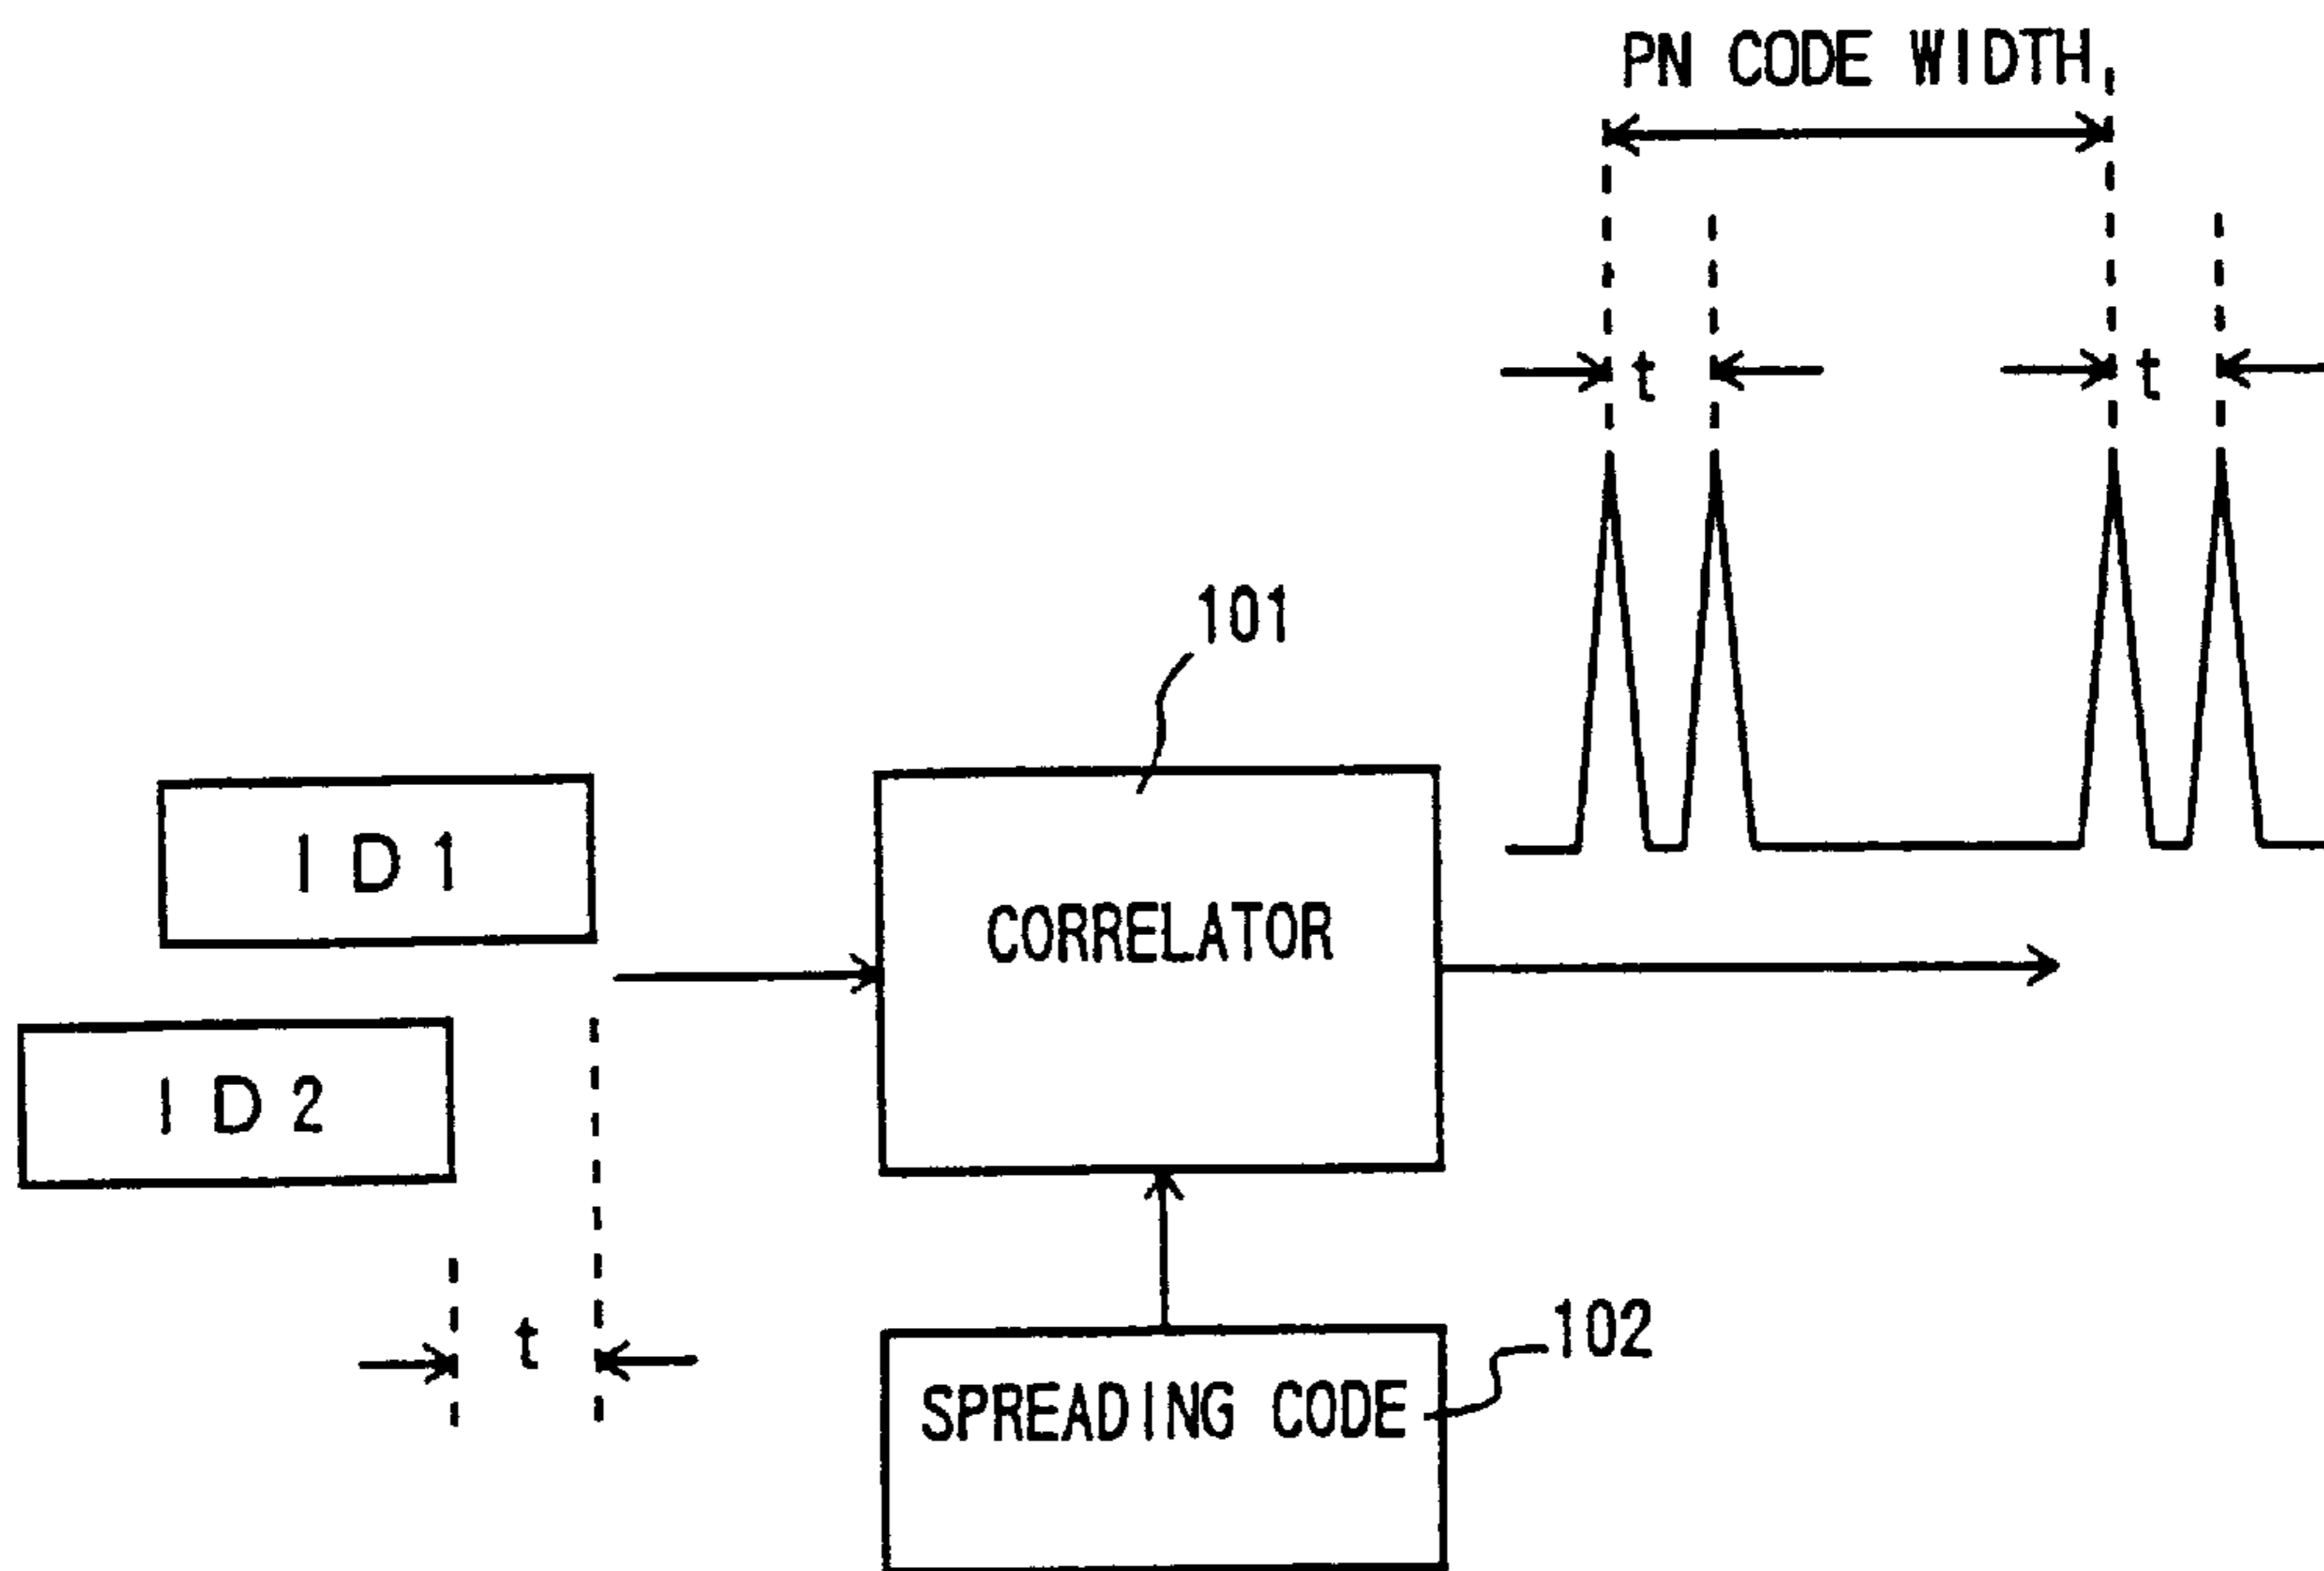 PN CODE WIDTH
t
t
101
ID1
CORRELATOR
ID2
t
102
SPREADING CODE